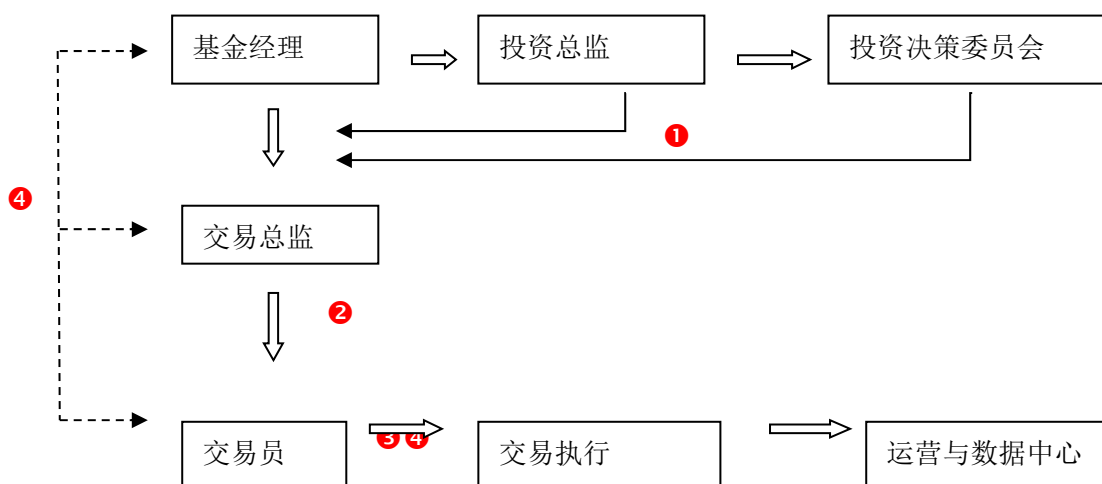 基金经理
投资总监
投资决策委员会
❶
❹
交易总监
❷
交易员
❸❹
交易执行
运营与数据中心